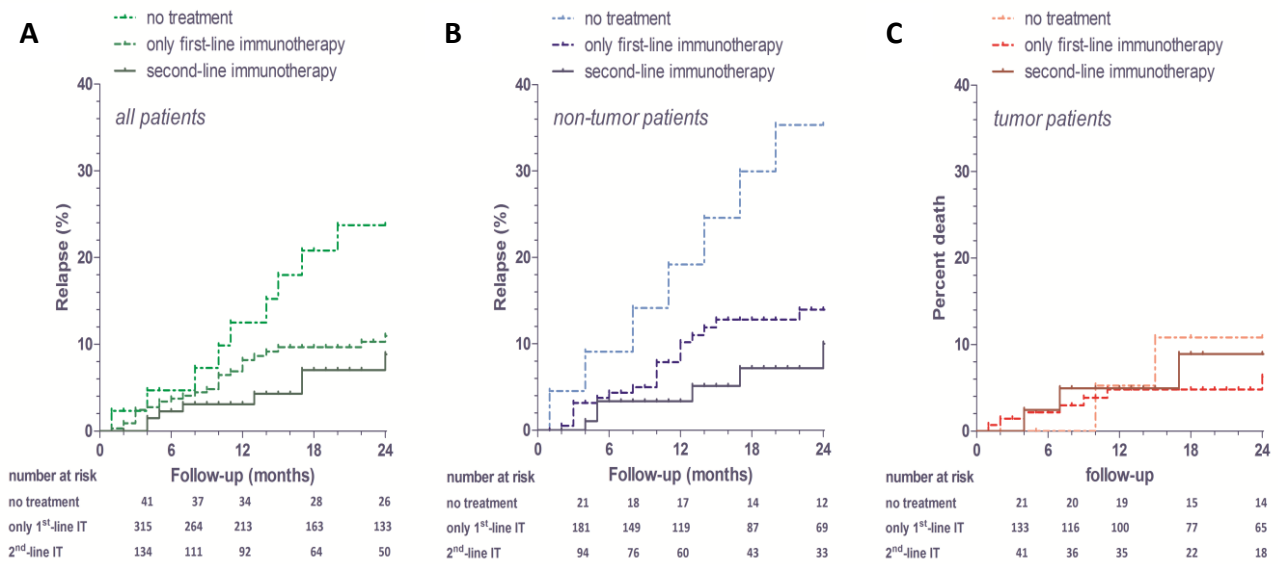 A
no treatment
only first-line immunotherapy
second-line immunotherapy
40
30
20
10
0
Relapse (%)
all patients
0 6 12 18 24
number at risk Follow-up (months)
no treatment 41 37 34 28 26
only 1st-line IT 315 264 213 163 133
2nd-line IT 134 111 92 64 50
B
no treatment
only first-line immunotherapy
second-line immunotherapy
40
30
20
10
0
Relapse (%)
non-tumor patients
0 6 12 18 24
number at risk Follow-up (months)
no treatment 21 18 17 14 12
only 1st-line IT 181 149 119 87 69
2nd-line IT 94 76 60 43 33
C
no treatment
only first-line immunotherapy
second-line immunotherapy
40
30
20
10
0
Percent death
tumor patients
0 6 12 18 24
number at risk follow-up
no treatment 21 20 19 15 14
only 1st-line IT 133 116 100 77 65
2nd-line IT 41 36 35 22 18